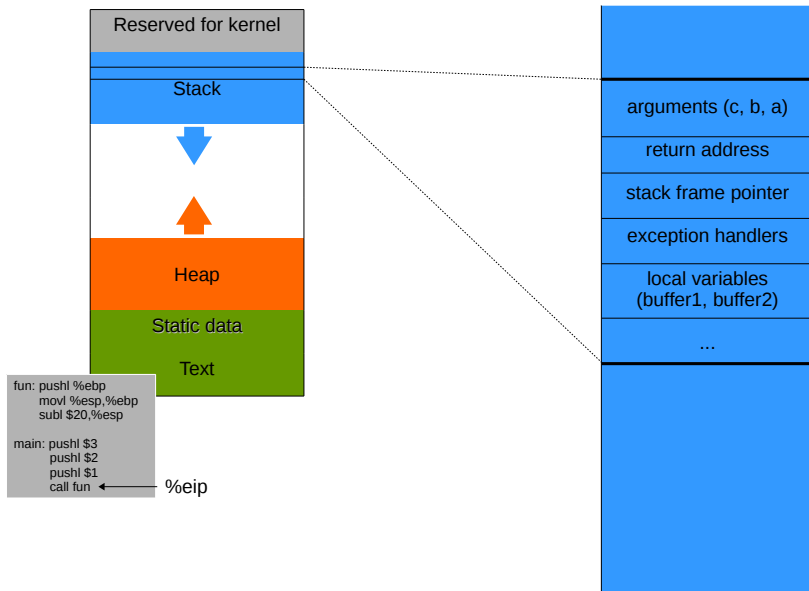 Reserved for kernel
Stack
Heap
Static data
Text
fun: pushl %ebp
movl %esp,%ebp
subl $20,%esp
main: pushl $3
pushl $2
pushl $1
call fun
%eip
arguments (c, b, a)
return address
stack frame pointer
exception handlers
local variables
(buffer1, buffer2)
...